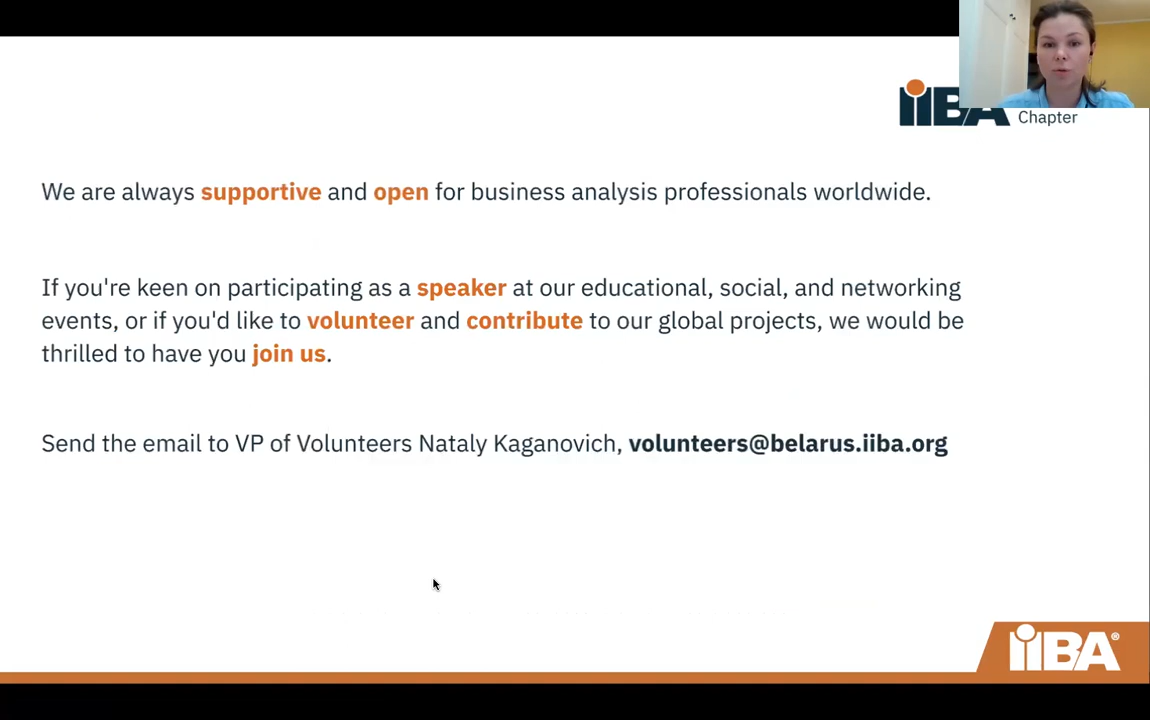 iiBA
Chapter
We are always supportive and open for business analysis professionals worldwide.
If you're keen on participating as a speaker at our educational, social, and networking
events, or if you'd like to volunteer and contribute to our global projects, we would be
thrilled to have you join us.
Send the email to VP of Volunteers Nataly Kaganovich, volunteers@belarus.iiba.org
iiBA®